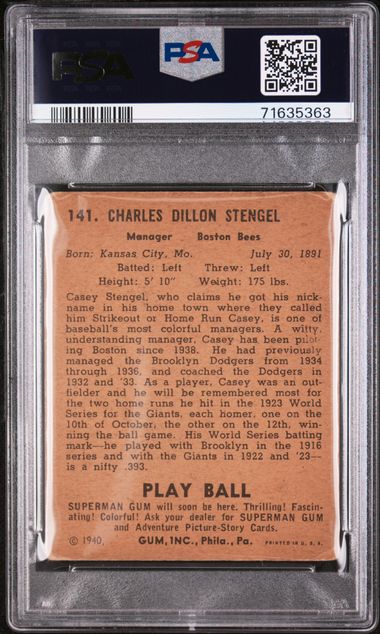 PSA
PSA
71635363
141. CHARLES DILLON STENGEL
Manager Boston Bees
Born: Kansas City, Mo. July 30, 1891
Batted: Left Threw: Left
Height: 5' 10" Weight: 175 lbs.
Casey Stengel, who claims he got his nick-
name in his home town where they called
him Strikeout or Home Run Casey, is one of
baseball's most colorful managers. A witty,
understanding manager, Casey has been pilot-
ing Boston since 1938. He had previously
managed the Brooklyn Dodgers from 1934
through 1936, and coached the Dodgers in
1932 and '33. As a player, Casey was an out-
fielder and he will be remembered most for
the two home runs he hit in the 1923 World
Series for the Giants, each homer, one on the
10th of October, the other on the 12th, win-
ning the ball game. His World Series batting
mark—he played with Brooklyn in the 1916
series and with the Giants in 1922 and '23—
is a nifty .393.
PLAY BALL
SUPERMAN GUM will soon be here. Thrilling! Fascin-
ating! Colorful! Ask your dealer for SUPERMAN GUM
and Adventure Picture-Story Cards.
© 1940, GUM, INC., Phila., Pa. PRINTED IN U. S. A.